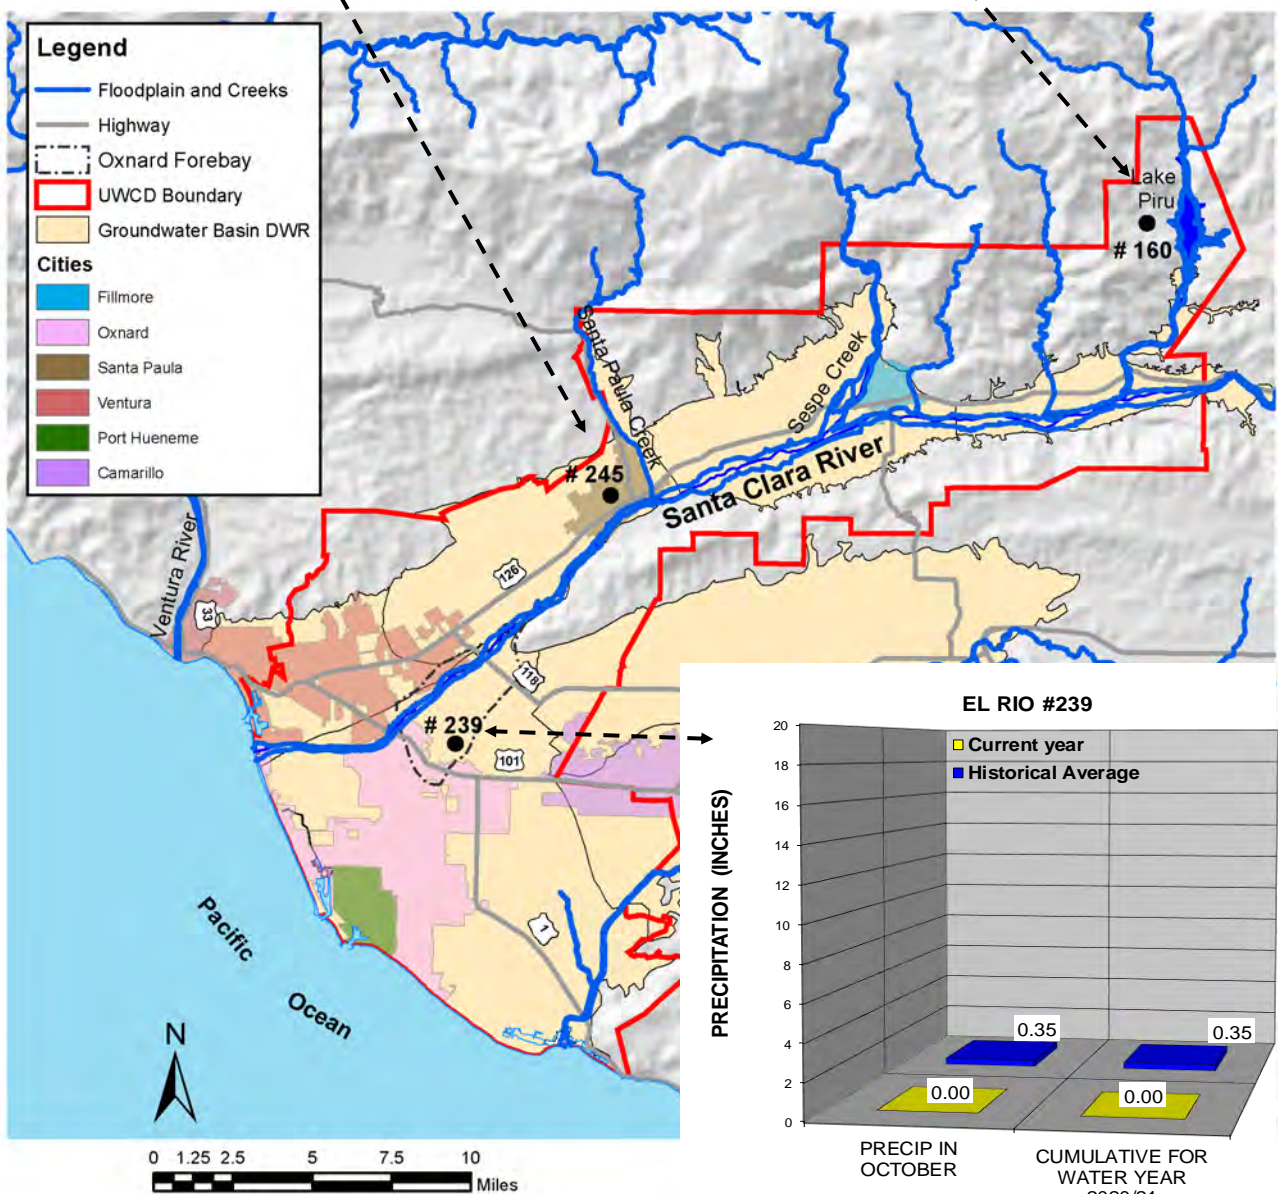 Legend
Floodplain and Creeks
Highway
Oxnard Forebay
UWCD Boundary
Groundwater Basin DWR
Cities
Fillmore
Oxnard
Santa Paula
Ventura
Port Hueneme
Camarillo
Lake
Piru
# 160
Santa Paula Creek
Sespe Creek
# 245
Santa Clara River
Ventura River
126
33
118
# 239
101
1
Pacific
Ocean
N
0 1.25 2.5 5 7.5 10
Miles
EL RIO #239
Current year
Historical Average
PRECIPITATION (INCHES)
20
18
16
14
12
10
8
6
4
2
0
0.35
0.35
0.00
0.00
PRECIP IN
OCTOBER
CUMULATIVE FOR
WATER YEAR
2020/21